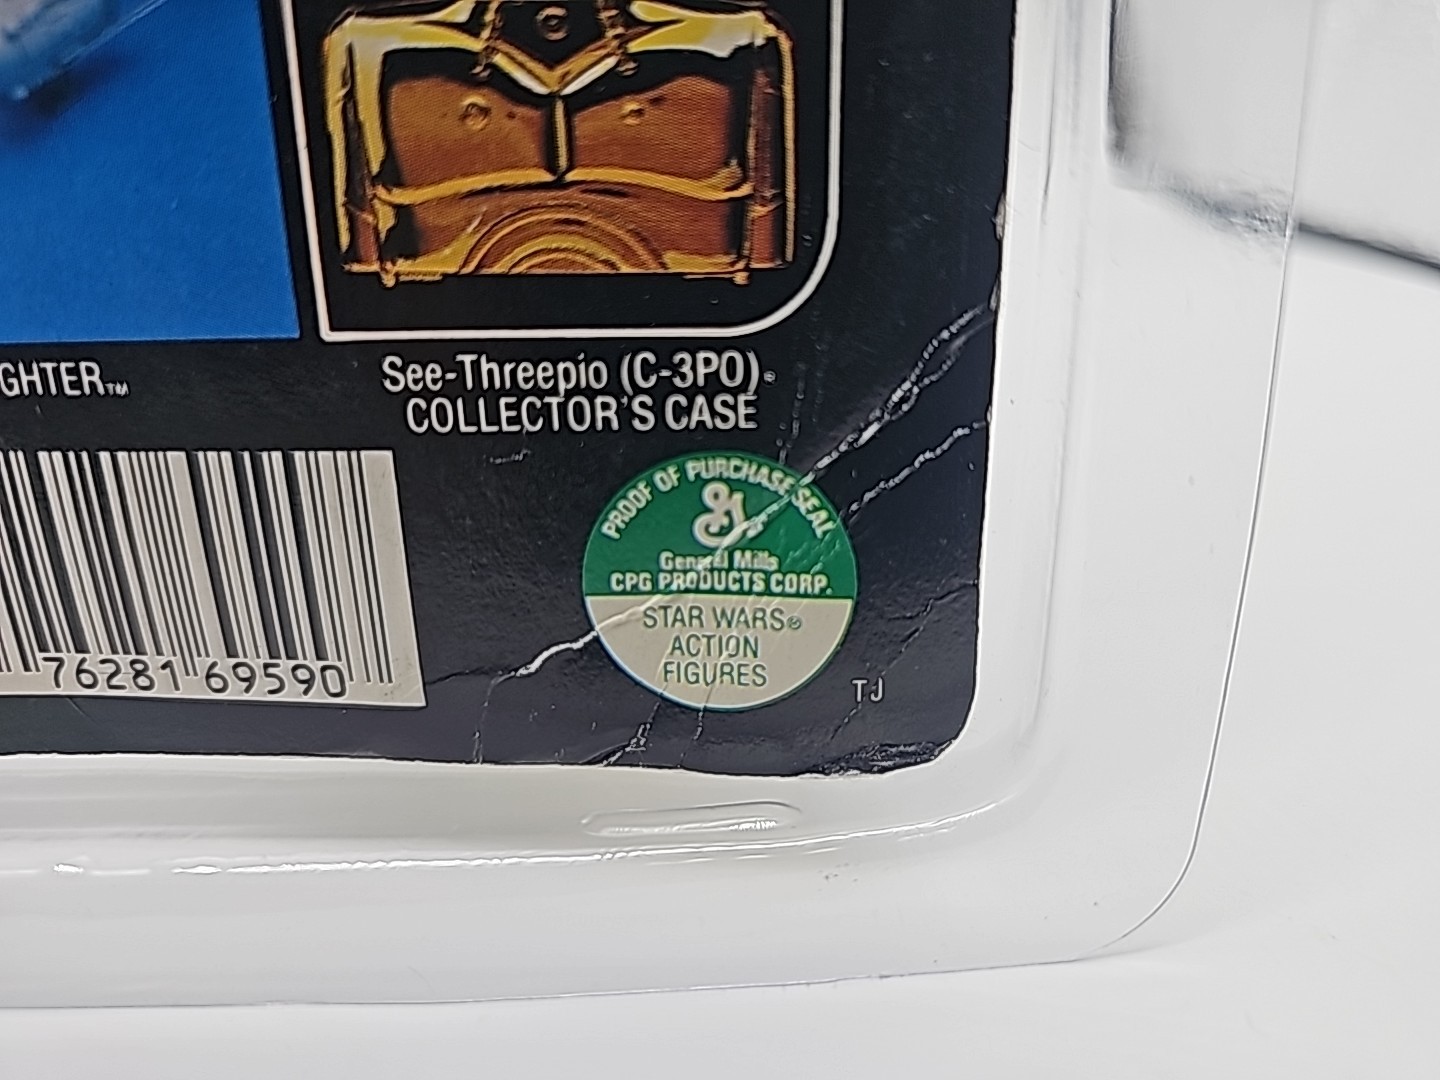 GHTER™
See-Threepio (C-3PO)®
COLLECTOR'S CASE
76281 69590
PROOF OF PURCHASE SEAL
General Mills
CPG PRODUCTS CORP.
STAR WARS®
ACTION
FIGURES
TJ